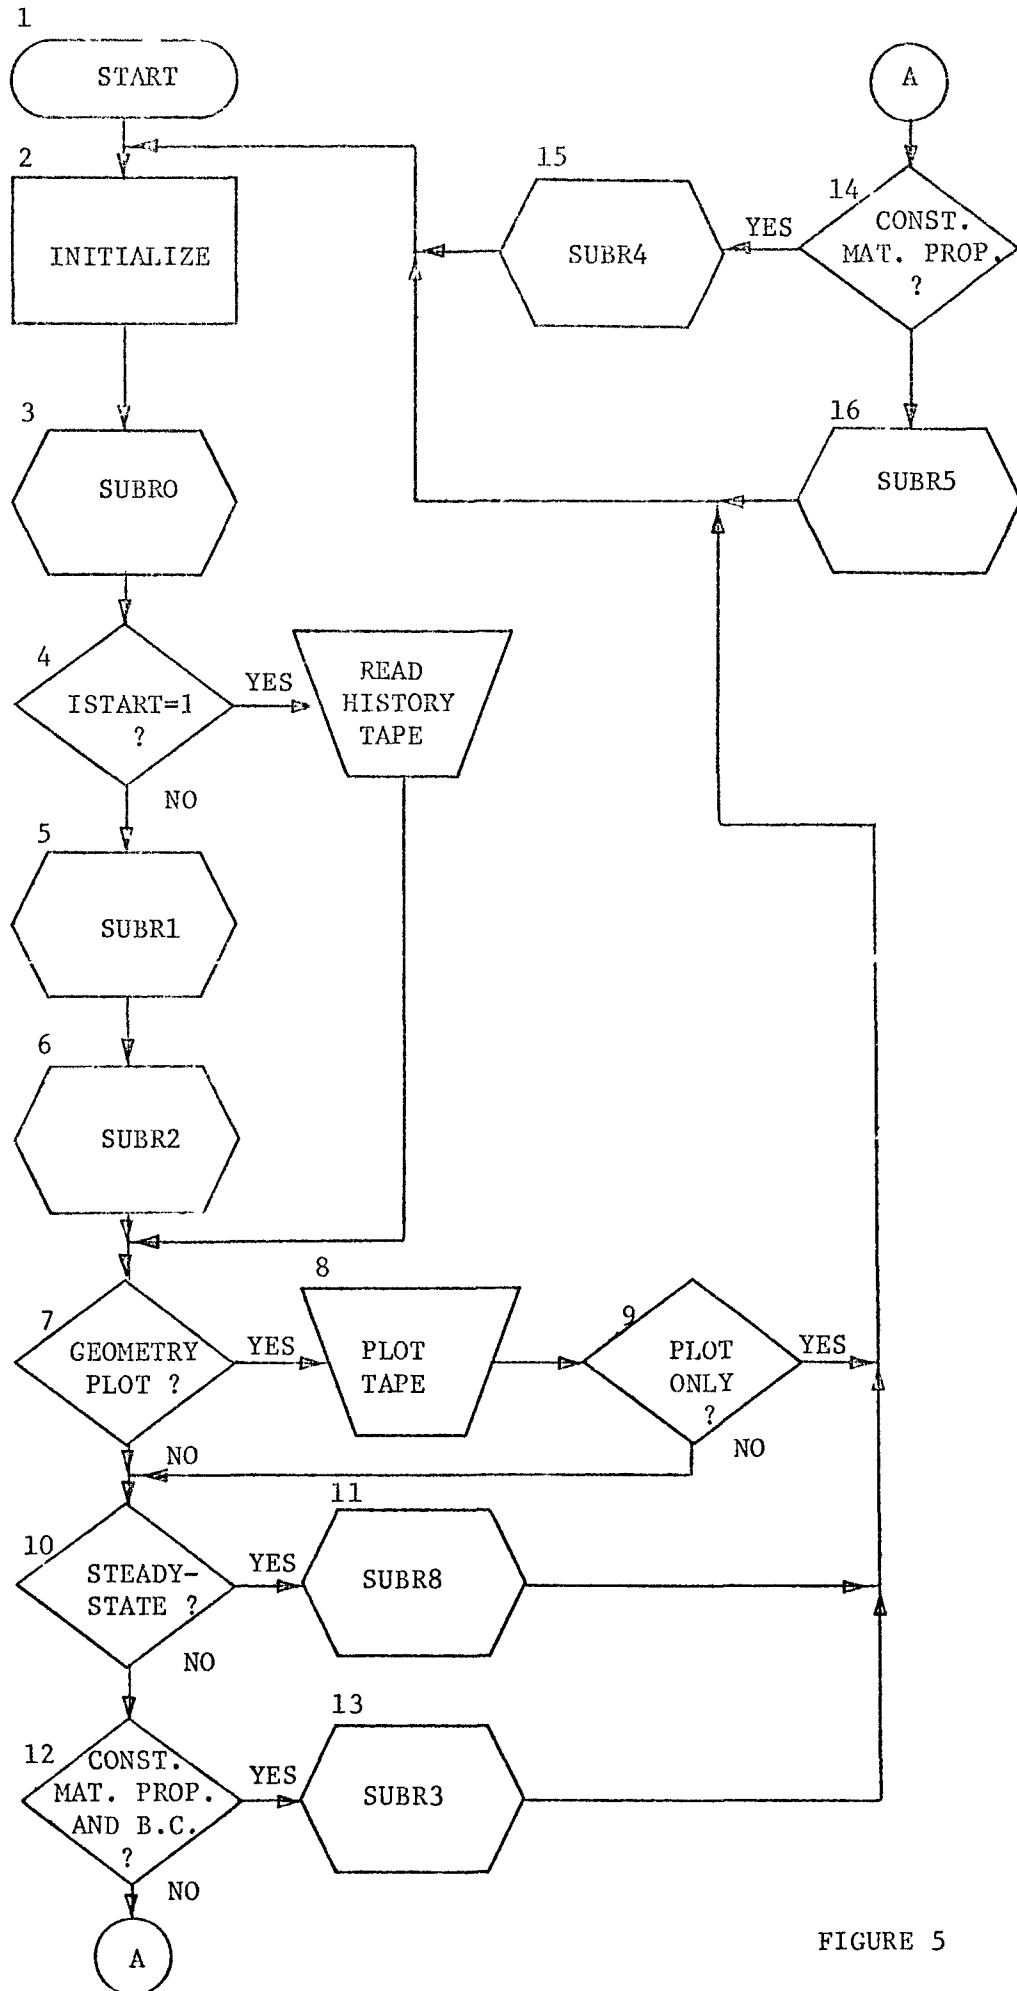 1
START
2
INITIALIZE
3
SUBR0
4
ISTART=1
?
YES
READ
HISTORY
TAPE
NO
5
SUBR1
6
SUBR2
7
GEOMETRY
PLOT ?
YES
8
PLOT
TAPE
9
PLOT
ONLY
?
YES
NO
NO
10
STEADY-
STATE ?
YES
11
SUBR8
NO
12
CONST.
MAT. PROP.
AND B.C.
?
YES
13
SUBR3
NO
A
A
14
CONST.
MAT. PROP.
?
YES
15
SUBR4
16
SUBR5
FIGURE 5